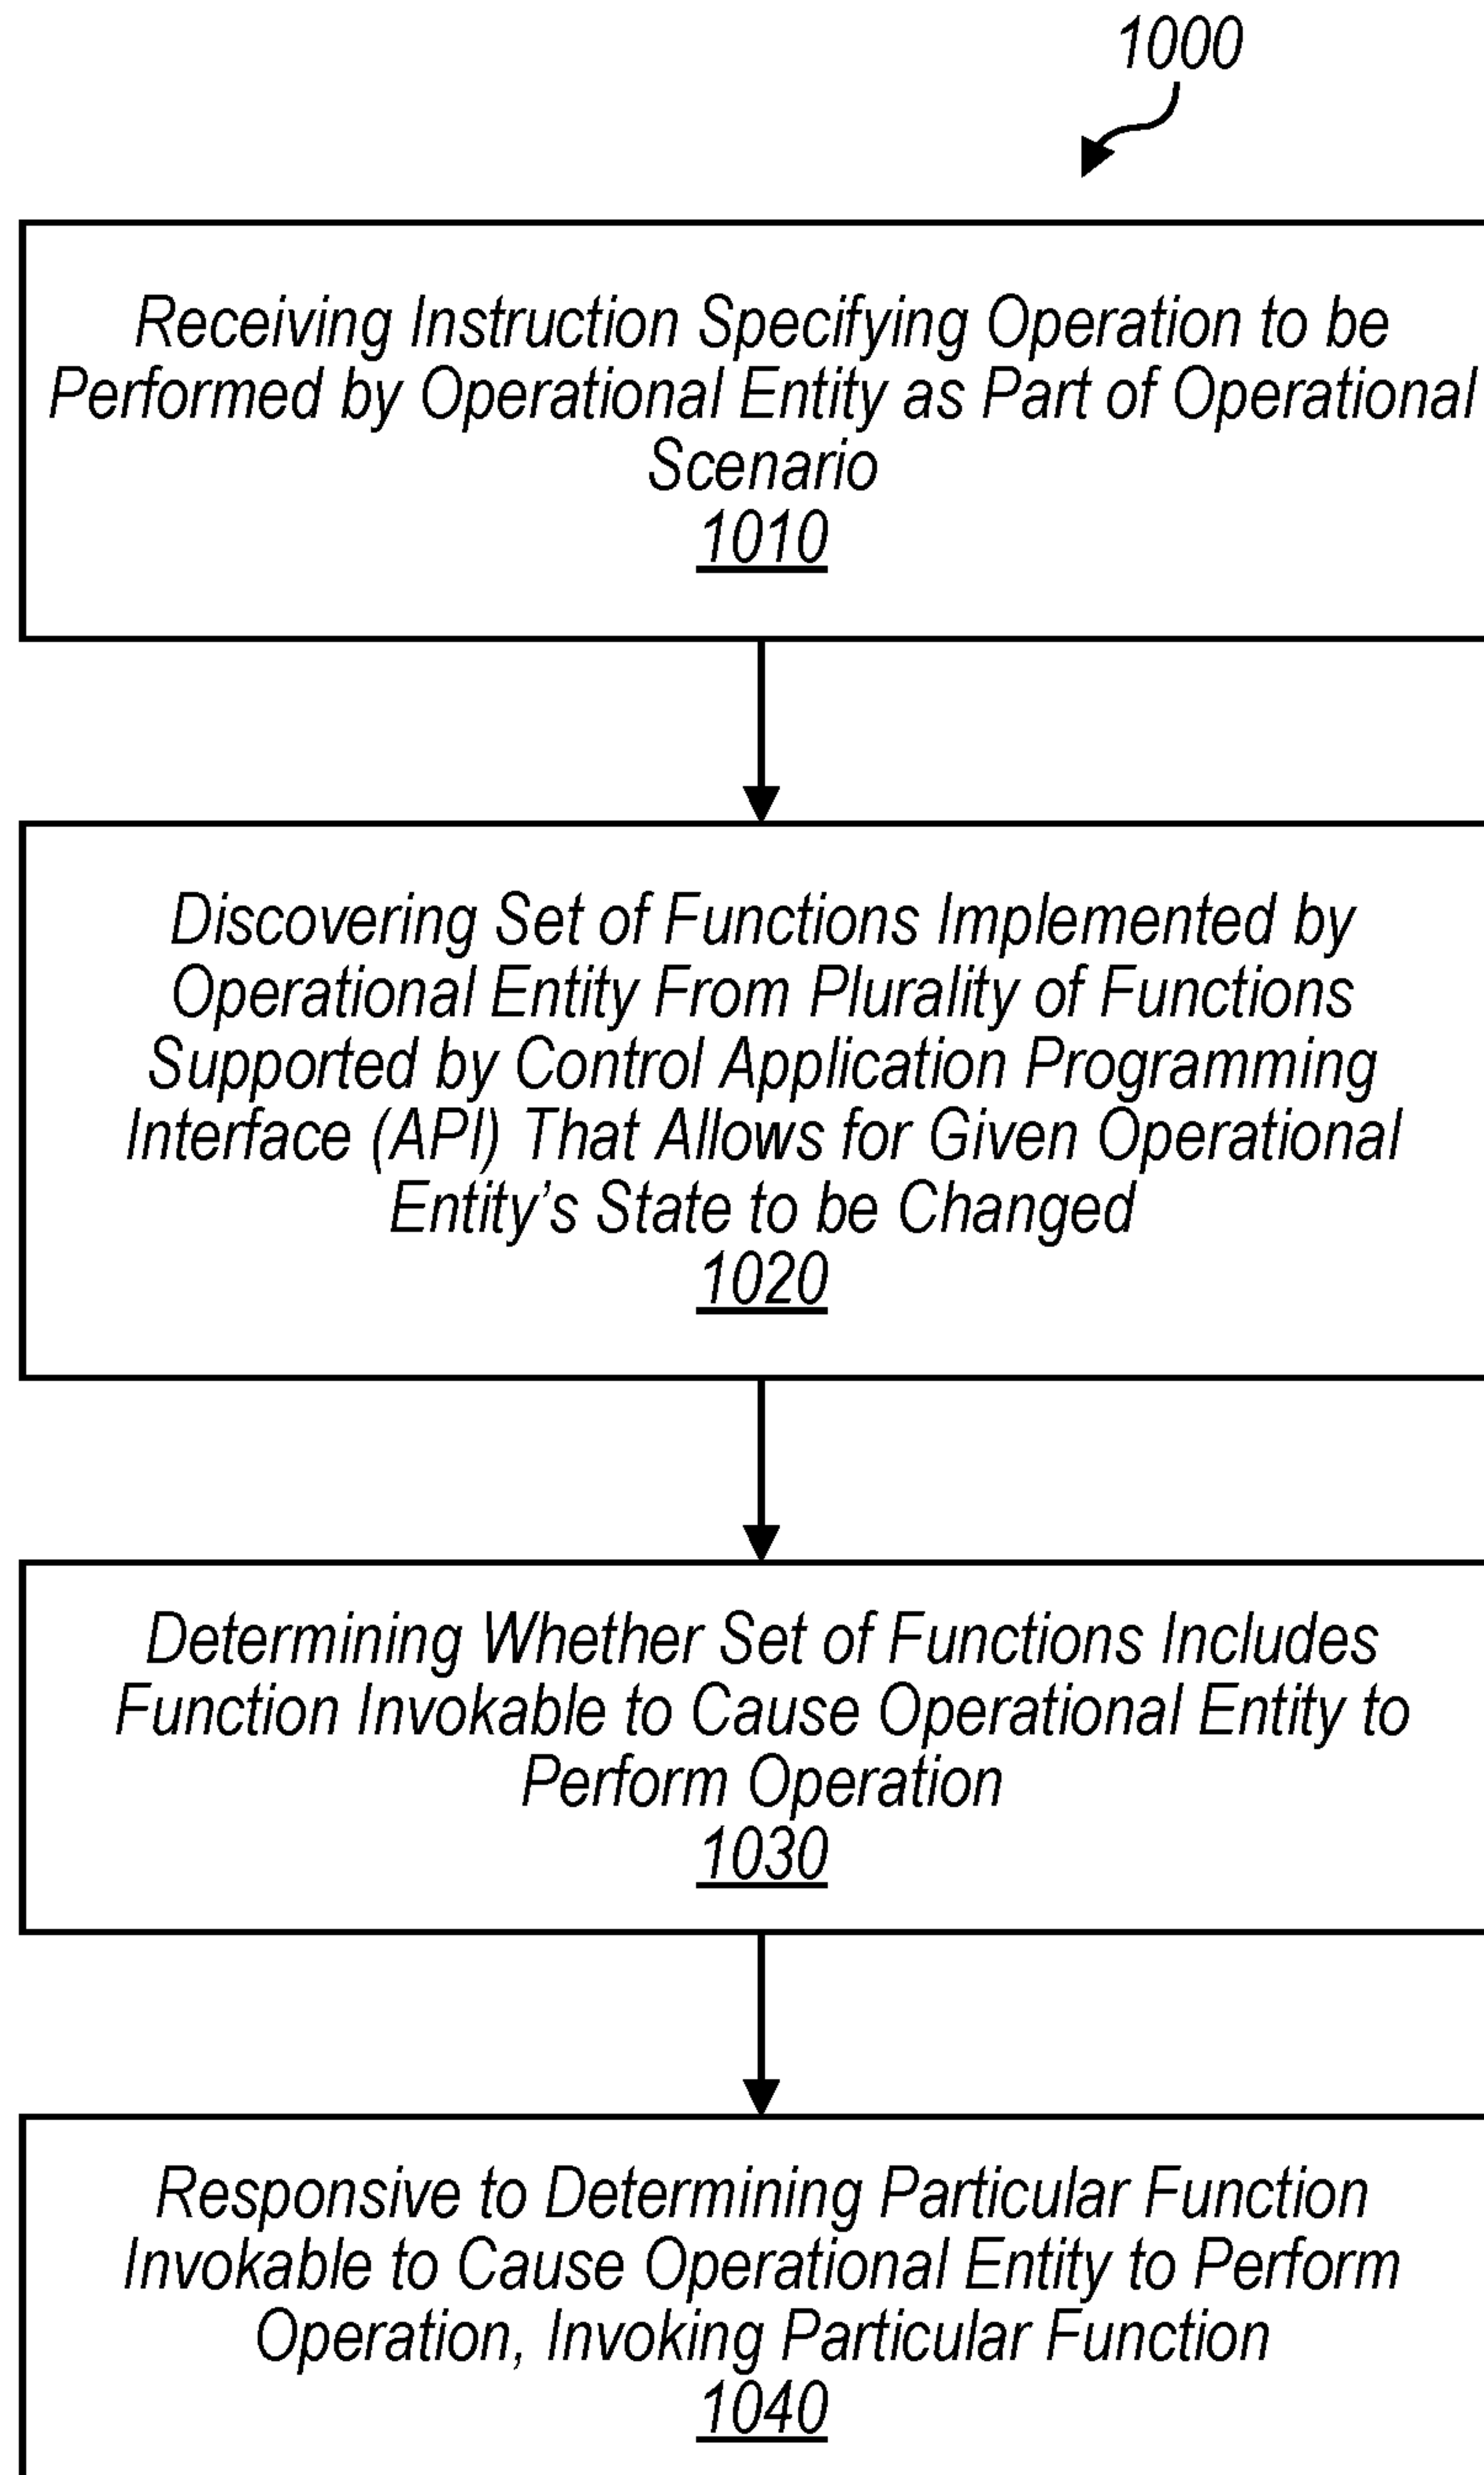 1000
Receiving Instruction Specifying Operation to be
Performed by Operational Entity as Part of Operational
Scenario
1010
Discovering Set of Functions Implemented by
Operational Entity From Plurality of Functions
Supported by Control Application Programming
Interface (API) That Allows for Given Operational
Entity’s State to be Changed
1020
Determining Whether Set of Functions Includes
Function Invokable to Cause Operational Entity to
Perform Operation
1030
Responsive to Determining Particular Function
Invokable to Cause Operational Entity to Perform
Operation, Invoking Particular Function
1040